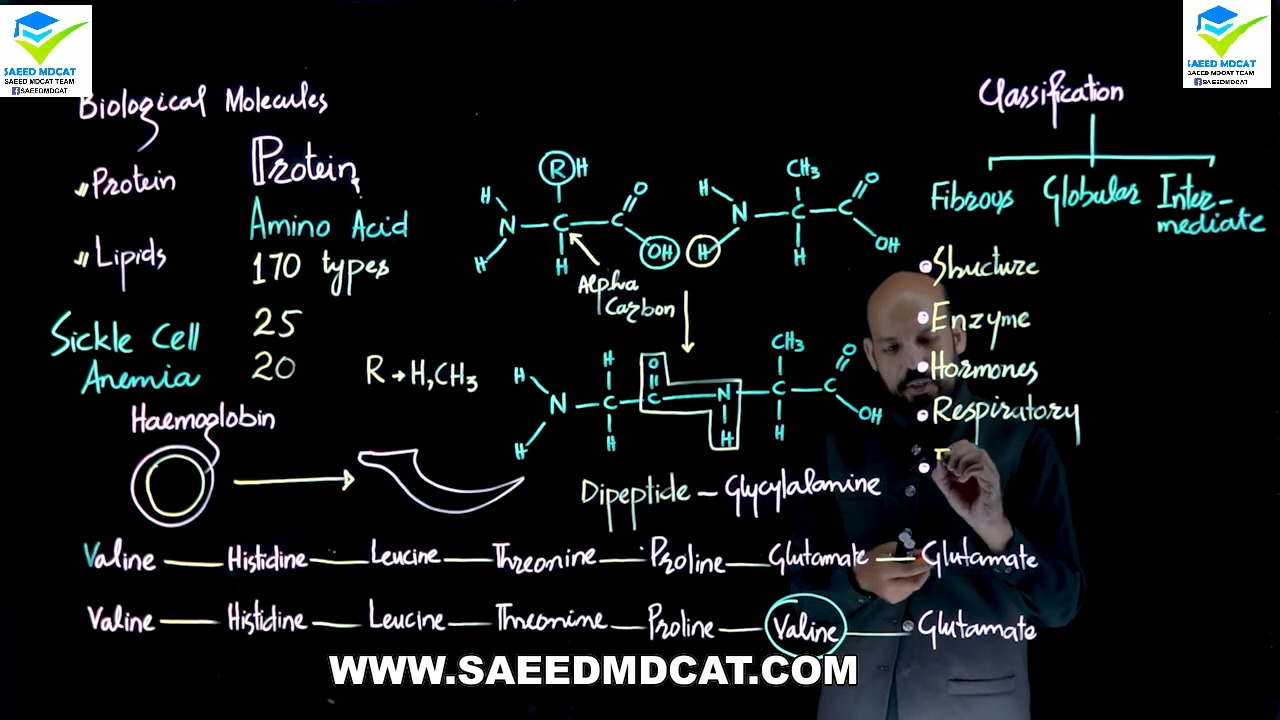 SAEED MDCAT
SAEED MDCAT TEAM
SAEEDMDCAT
SAEED MDCAT
SAEED MDCAT TEAM
SAEEDMDCAT
Biological Molecules
Protein
Lipids
Sickle Cell
Anemia
Haemoglobin
Protein
Amino Acid
170 types
25
20
R → H, CH3
R H
H
N — C — C
O
OH
H
H
Alpha
Carbon
H
N — C — C
CH3
O
OH
H
H
H
N — C — C — N — C — C
H
H
H
O
H
CH3
H
O
OH
Dipeptide – Glycylalamine
Classification
Fibrous Globular Inter-
mediate
Structure
Enzyme
Hormones
Respiratory
Valine — Histidine — Leucine — Threonine — Proline — Glutamate — Glutamate
Valine — Histidine — Leucine — Threonine — Proline — Valine — Glutamate
WWW.SAEEDMDCAT.COM